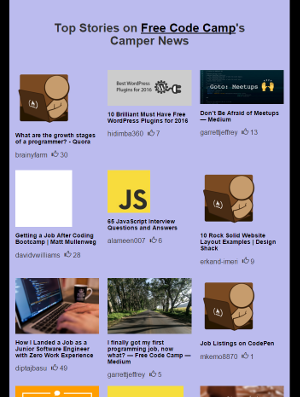 Top Stories on Free Code Camp's
Camper News
What are the growth stages
of a programmer? - Quora
brainyfarm 30
Best WordPress
Plugins for 2016
10 Brilliant Must Have Free
WordPress Plugins for 2016
hidimba360 7
Goto: Meetups
Don't Be Afraid of Meetups
— Medium
garrettjeffrey 13
Getting a Job After Coding
Bootcamp | Matt Mullenweg
davidvwilliams 28
JS
65 JavaScript Interview
Questions and Answers
alameen007 6
10 Rock Solid Website
Layout Examples | Design
Shack
erkand-imeri 9
How I Landed a Job as a
Junior Software Engineer
with Zero Work Experience
diptajbasu 49
I finally got my first
programming job, now
what? — Free Code Camp —
Medium
garrettjeffrey 5
Job Listings on CodePen
mkemo8870 1